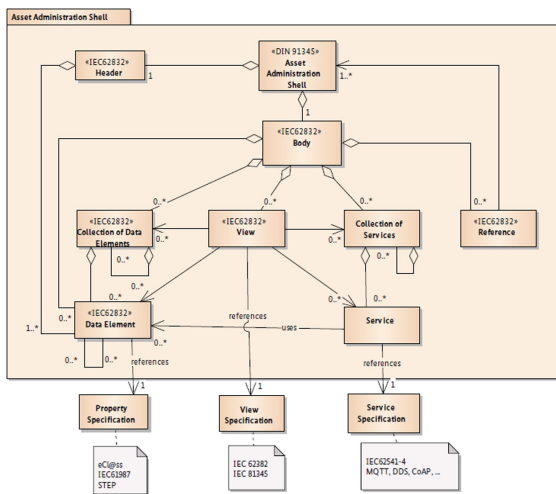 Asset Administration Shell
«DIN 91345»
Asset
Administration
Shell
«IEC62832»
Header
1
1..*
1
«IEC62832»
Body
0..*
0..*
0..*
0..*
«IEC62832»
Collection of Data
Elements
«IEC62832»
View
Collection of
Services
«IEC62832»
Reference
0..*
0..*
0..*
0..*
0..*
0..*
0..*
0..*
0..*
1..*
«IEC62832»
Data Element
references
uses
Service
0..*
0..*
0..*
references
references
1
1
1
Property
Specification
View
Specification
Service
Specification
eCl@ss
IEC61987
STEP
IEC 62382
IEC 81345
IEC62541-4
MQTT, DDS, CoAP, ...